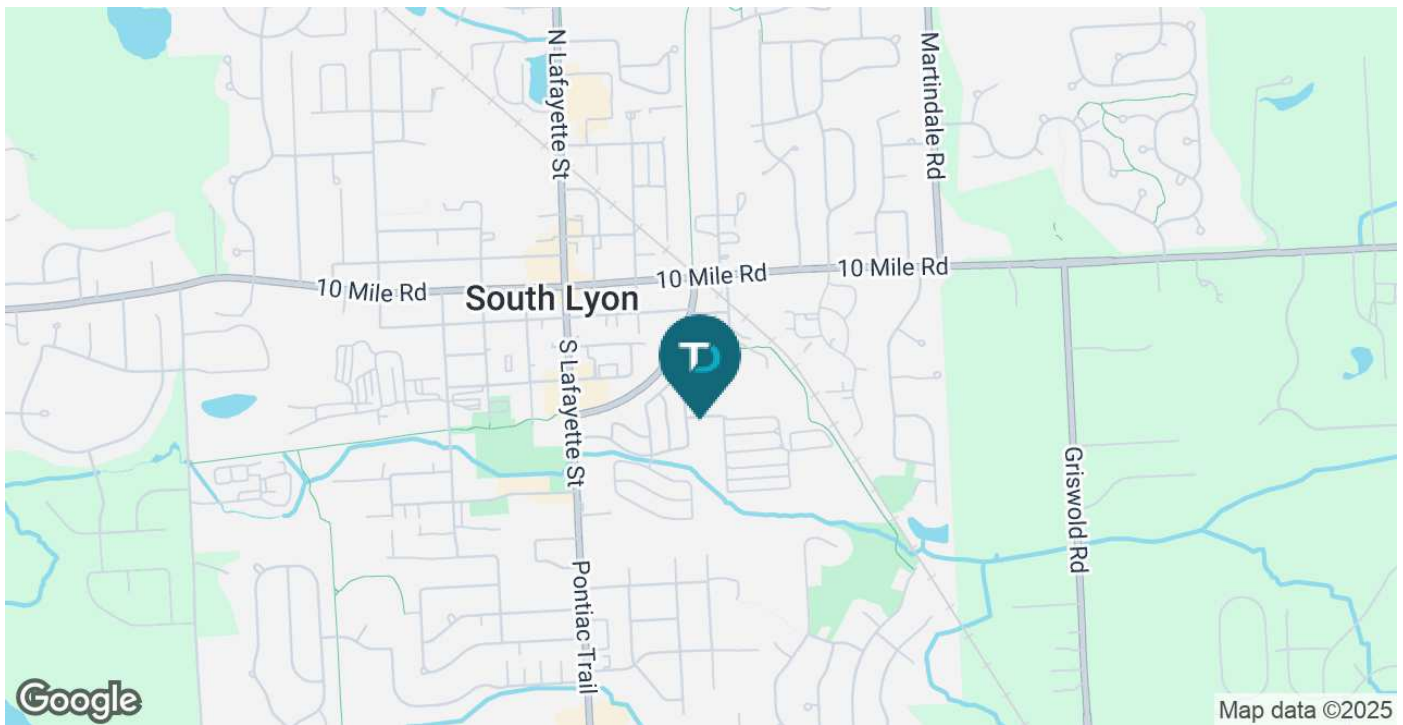 N Lafayette St
Martindale Rd
10 Mile Rd
10 Mile Rd
10 Mile Rd
South Lyon
S Lafayette St
Griswold Rd
Pontiac Trail
Google
Map data ©2025